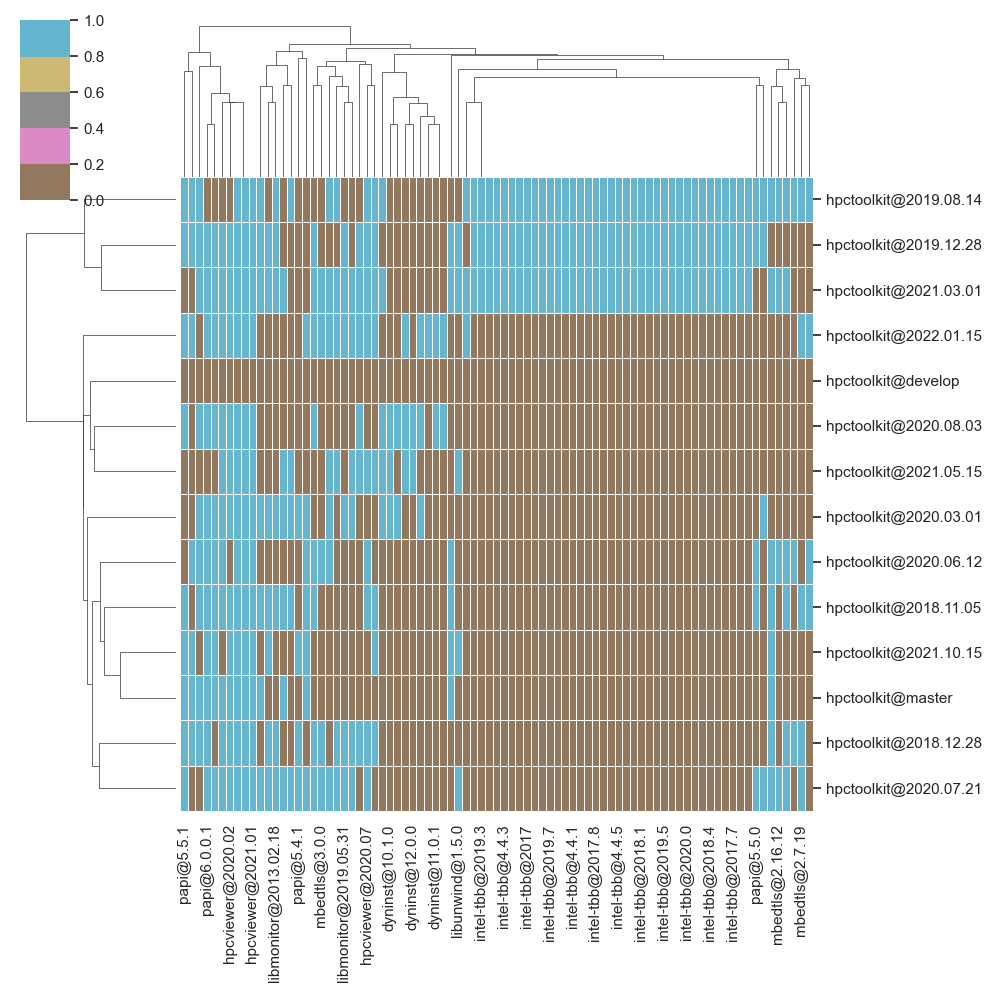 1.0
0.8
0.6
0.4
0.2
0.0
hpctoolkit@2019.08.14
hpctoolkit@2019.12.28
hpctoolkit@2021.03.01
hpctoolkit@2022.01.15
hpctoolkit@develop
hpctoolkit@2020.08.03
hpctoolkit@2021.05.15
hpctoolkit@2020.03.01
hpctoolkit@2020.06.12
hpctoolkit@2018.11.05
hpctoolkit@2021.10.15
hpctoolkit@master
hpctoolkit@2018.12.28
hpctoolkit@2020.07.21
papi@5.5.1
papi@6.0.0.1
hpcviewer@2020.02
hpcviewer@2021.01
libmonitor@2013.02.18
papi@5.4.1
mbedtls@3.0.0
libmonitor@2019.05.31
hpcviewer@2020.07
dyninst@10.1.0
dyninst@12.0.0
dyninst@11.0.1
libunwind@1.5.0
intel-tbb@2019.3
intel-tbb@4.4.3
intel-tbb@2017
intel-tbb@2019.7
intel-tbb@4.4.1
intel-tbb@2017.8
intel-tbb@4.4.5
intel-tbb@2018.1
intel-tbb@2019.5
intel-tbb@2020.0
intel-tbb@2018.4
intel-tbb@2017.7
papi@5.5.0
mbedtls@2.16.12
mbedtls@2.7.19